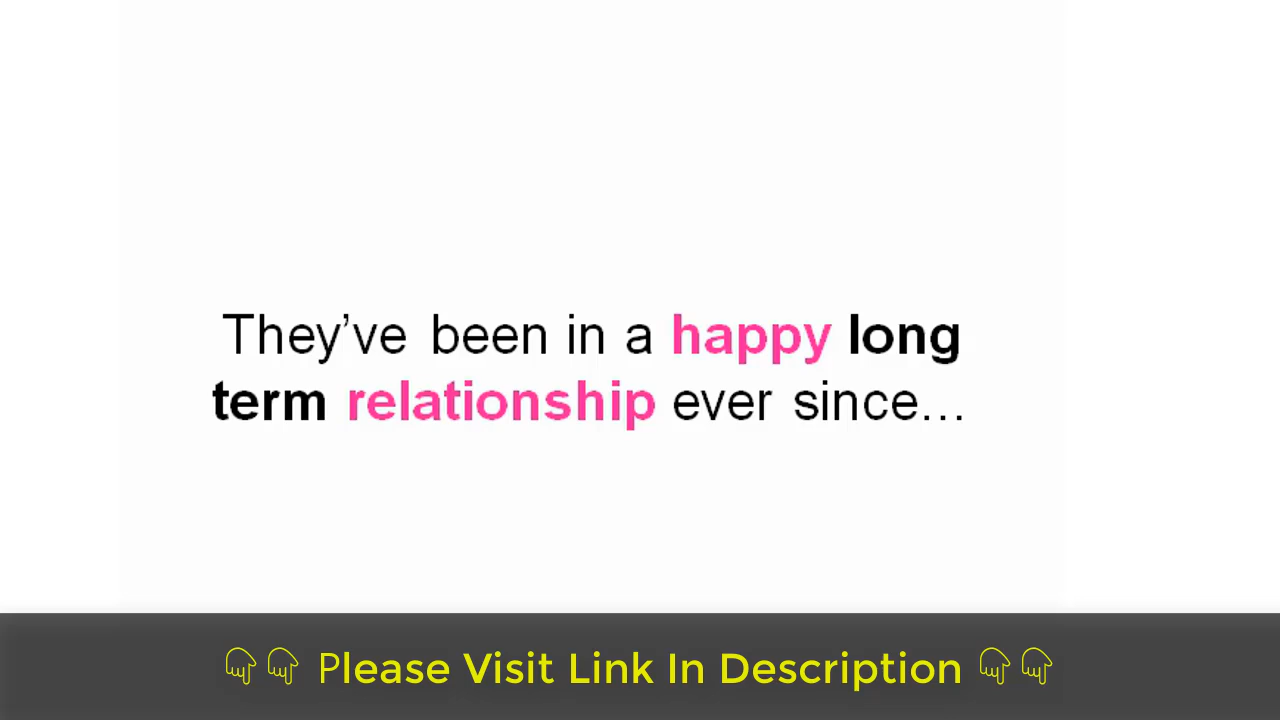 They've been in a happy long
term relationship ever since...
👇👇 Please Visit Link In Description 👇👇